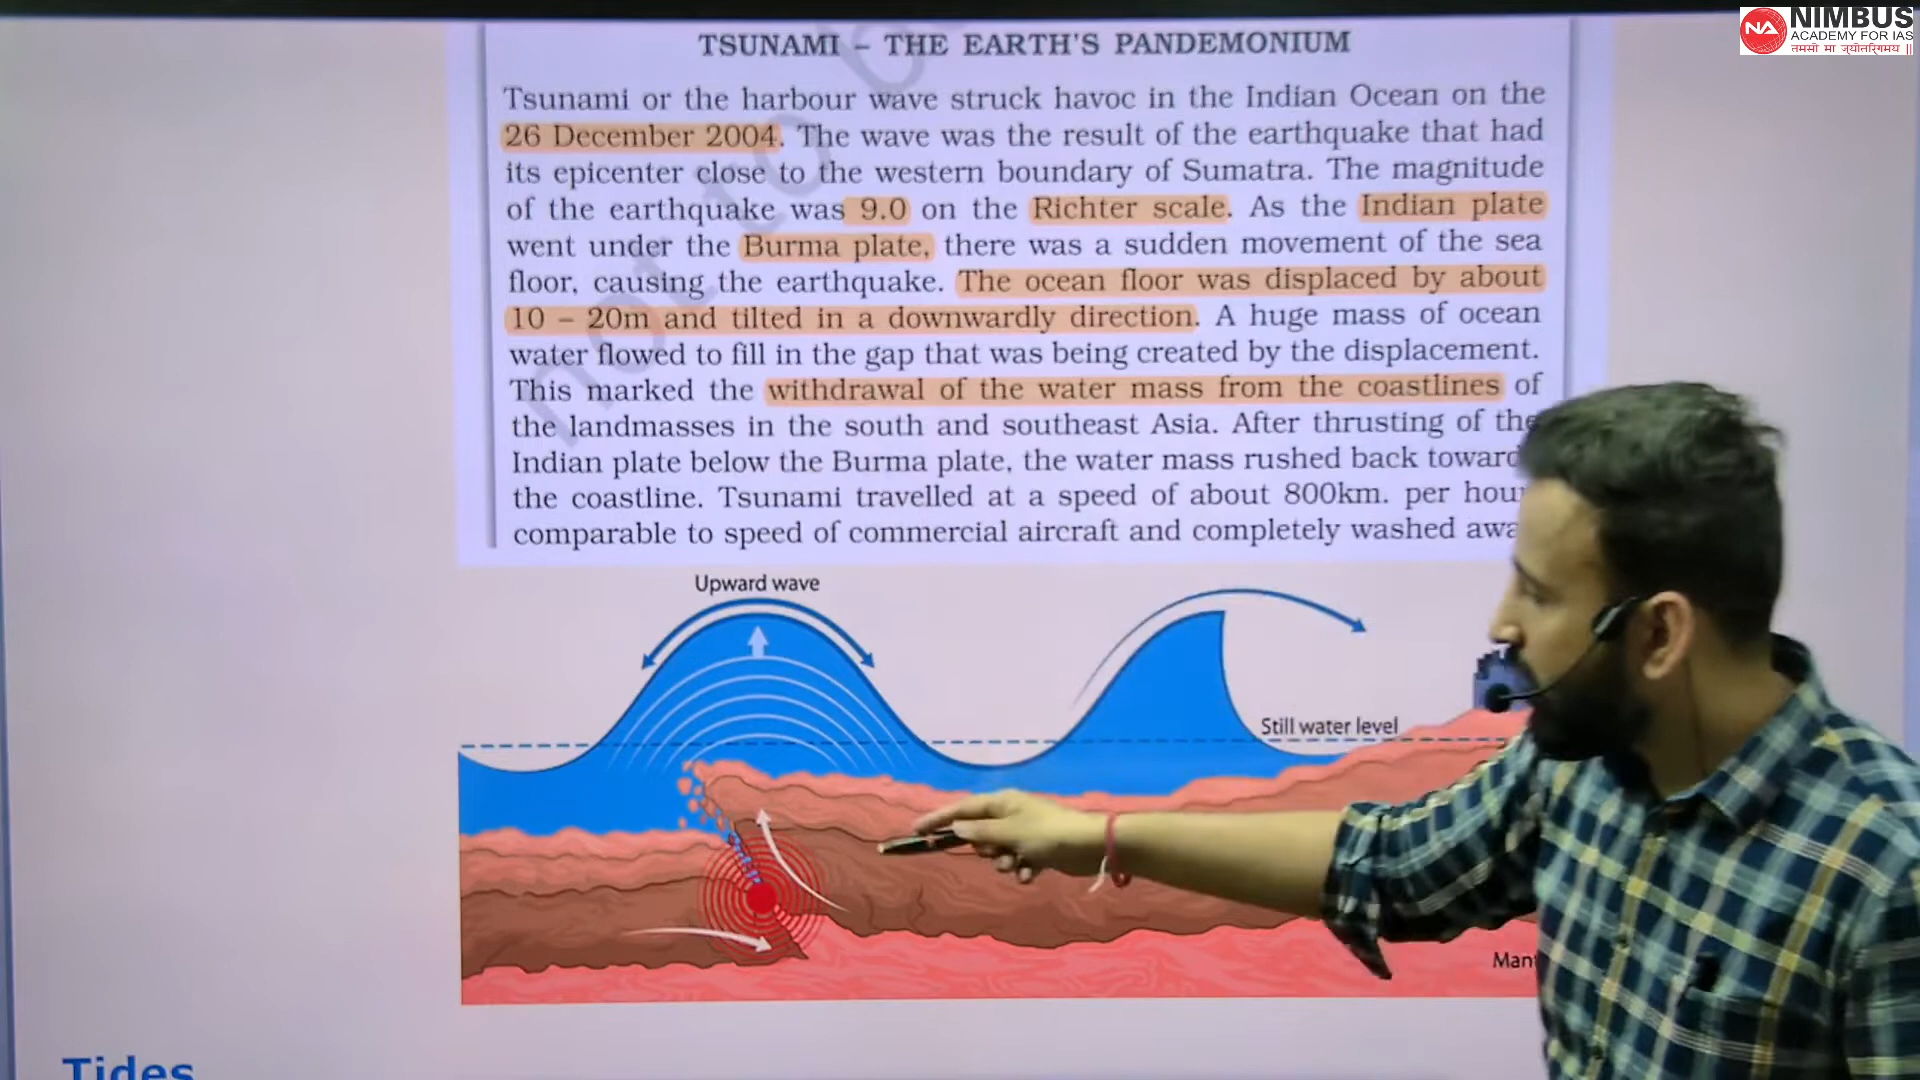 NIMBUS
NA
ACADEMY FOR IAS
तमसो मा ज्योतिर्गमय ||
TSUNAMI – THE EARTH'S PANDEMONIUM
Tsunami or the harbour wave struck havoc in the Indian Ocean on the
26 December 2004. The wave was the result of the earthquake that had
its epicenter close to the western boundary of Sumatra. The magnitude
of the earthquake was 9.0 on the Richter scale. As the Indian plate
went under the Burma plate, there was a sudden movement of the sea
floor, causing the earthquake. The ocean floor was displaced by about
10 – 20m and tilted in a downwardly direction. A huge mass of ocean
water flowed to fill in the gap that was being created by the displacement.
This marked the withdrawal of the water mass from the coastlines of
the landmasses in the south and southeast Asia. After thrusting of the
Indian plate below the Burma plate, the water mass rushed back toward
the coastline. Tsunami travelled at a speed of about 800km. per hour
comparable to speed of commercial aircraft and completely washed awa
Upward wave
Still water level
Mant
Tides
not to b